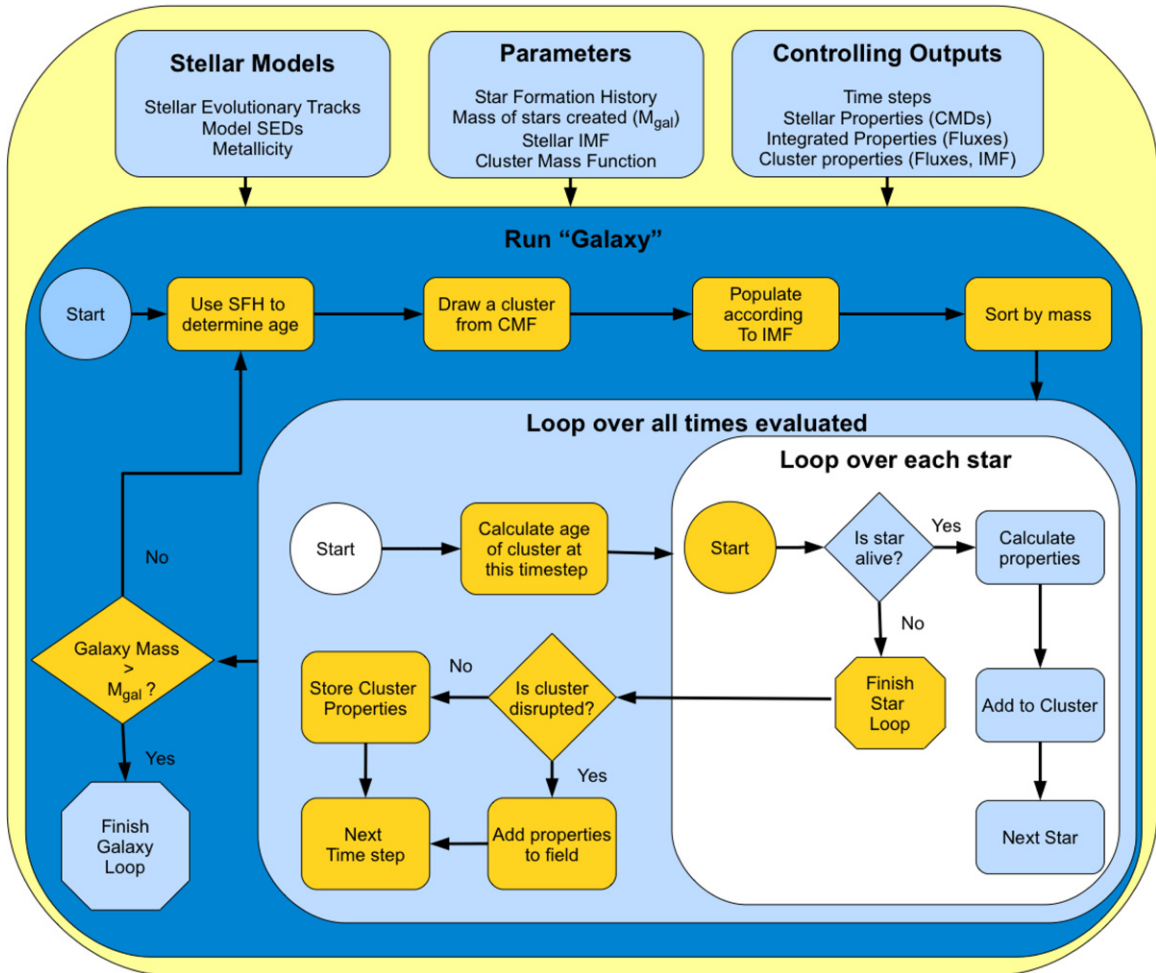 Stellar Models
Stellar Evolutionary Tracks
Model SEDs
Metallicity
Parameters
Star Formation History
Mass of stars created (Mgal)
Stellar IMF
Cluster Mass Function
Controlling Outputs
Time steps
Stellar Properties (CMDs)
Integrated Properties (Fluxes)
Cluster properties (Fluxes, IMF)
Run “Galaxy”
Start
Use SFH to
determine age
Draw a cluster
from CMF
Populate
according
To IMF
Sort by mass
Loop over all times evaluated
Loop over each star
Start
Calculate age
of cluster at
this timestep
Start
Is star
alive?
Yes
Calculate
properties
No
Finish
Star
Loop
Add to Cluster
Next Star
Is cluster
disrupted?
No
Store Cluster
Properties
Yes
Add properties
to field
Next
Time step
No
Galaxy Mass
>
Mgal ?
Yes
Finish
Galaxy
Loop